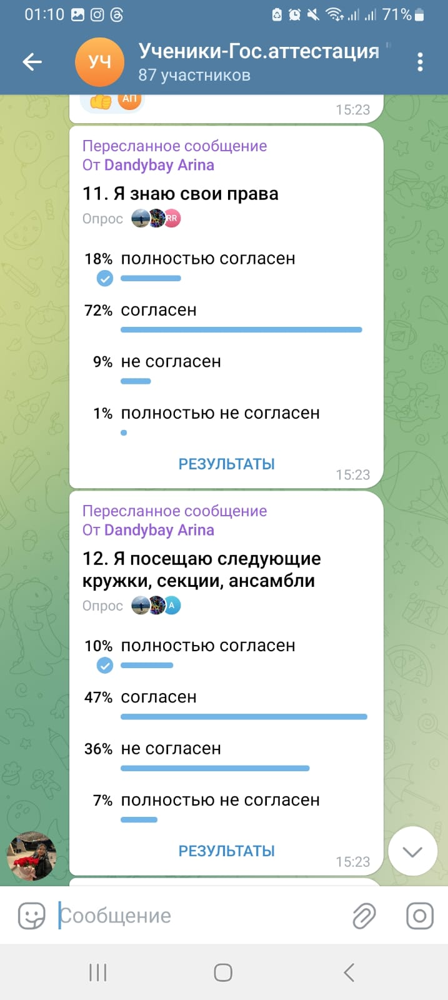 01:10
71%
УЧ
Ученики-Гос.аттестация "
87 участников
АП
15:23
Пересланное сообщение
От Dandybay Arina
11. Я знаю свои права
Опрос
RR
18% полностью согласен
72% согласен
9% не согласен
1% полностью не согласен
РЕЗУЛЬТАТЫ
15:23
Пересланное сообщение
От Dandybay Arina
12. Я посещаю следующие
кружки, секции, ансамбли
Опрос
A
10% полностью согласен
47% согласен
36% не согласен
7% полностью не согласен
РЕЗУЛЬТАТЫ
15:23
Сообщение